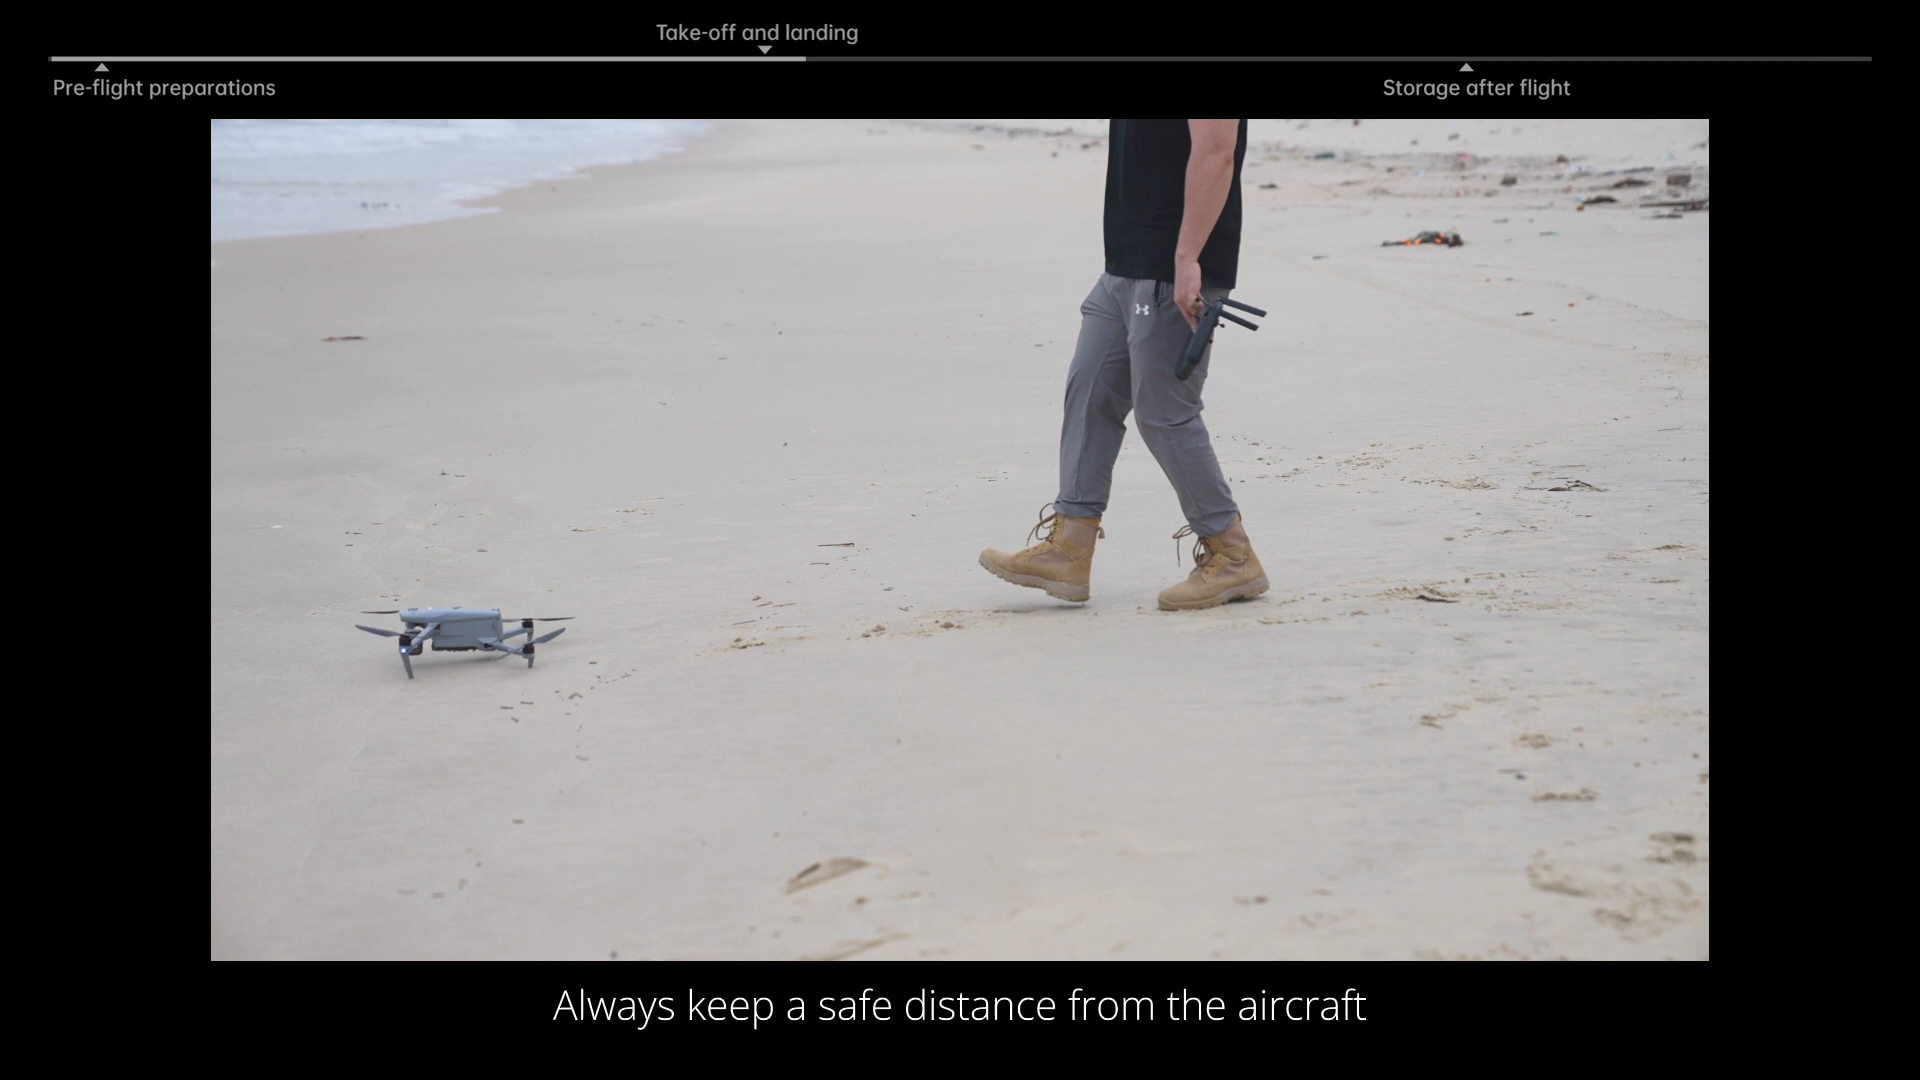 Take-off and landing
Pre-flight preparations
Storage after flight
Always keep a safe distance from the aircraft